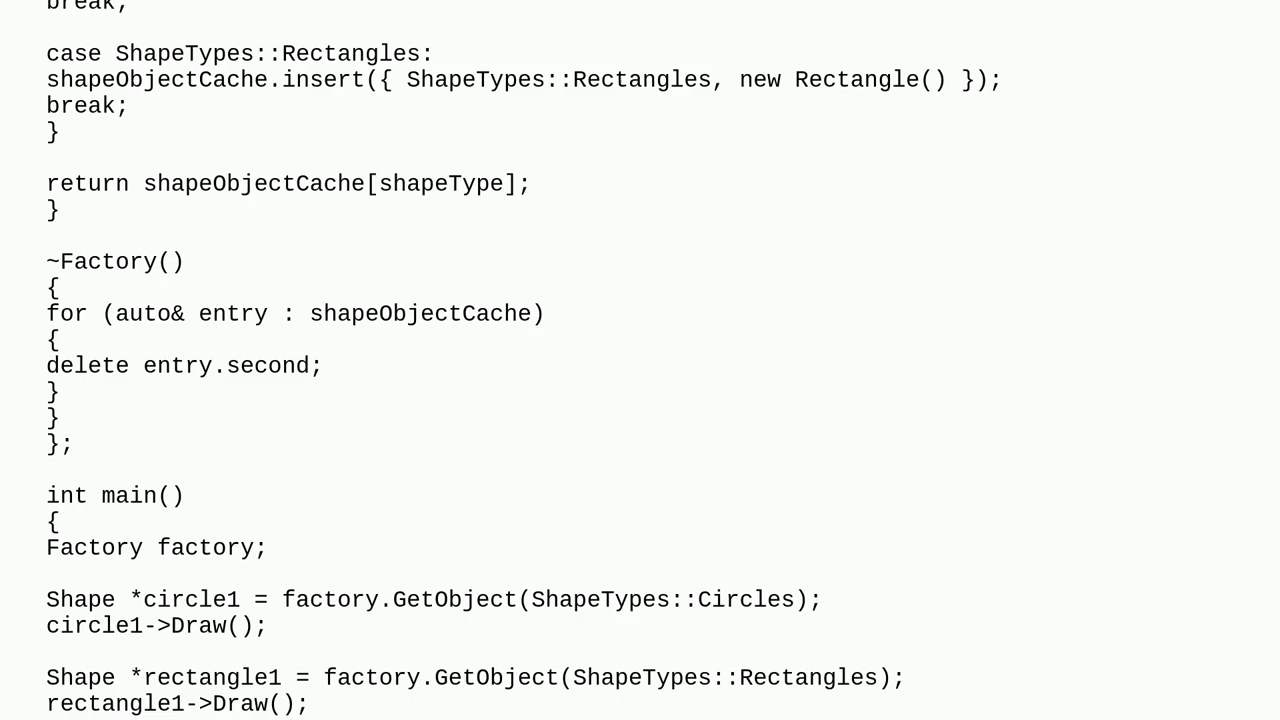 break;
case ShapeTypes::Rectangles:
shapeObjectCache.insert({ ShapeTypes::Rectangles, new Rectangle() });
break;
}
return shapeObjectCache[shapeType];
}
~Factory()
{
for (auto& entry : shapeObjectCache)
{
delete entry.second;
}
}
};
int main()
{
Factory factory;
Shape *circle1 = factory.GetObject(ShapeTypes::Circles);
circle1->Draw();
Shape *rectangle1 = factory.GetObject(ShapeTypes::Rectangles);
rectangle1->Draw();